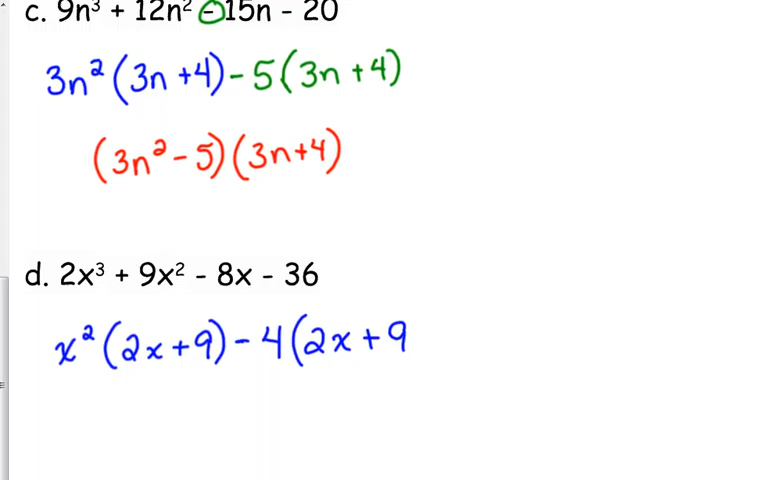 c. 9n³ + 12n² - 15n - 20
3n²(3n+4) - 5(3n+4)
(3n² - 5)(3n+4)
d. 2x³ + 9x² - 8x - 36
x²(2x+9) - 4(2x+9